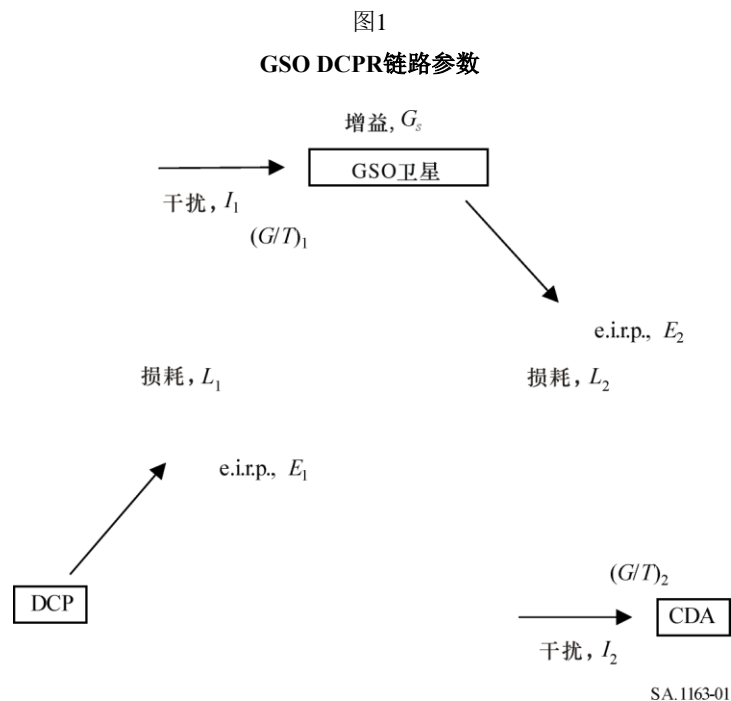 图1
GSO DCPR链路参数
增益, Gₛ
GSO卫星
干扰，I₁
(G/T)₁
e.i.r.p., E₂
损耗，L₁
损耗，L₂
e.i.r.p., E₁
(G/T)₂
DCP
CDA
干扰，I₂
SA.1163-01